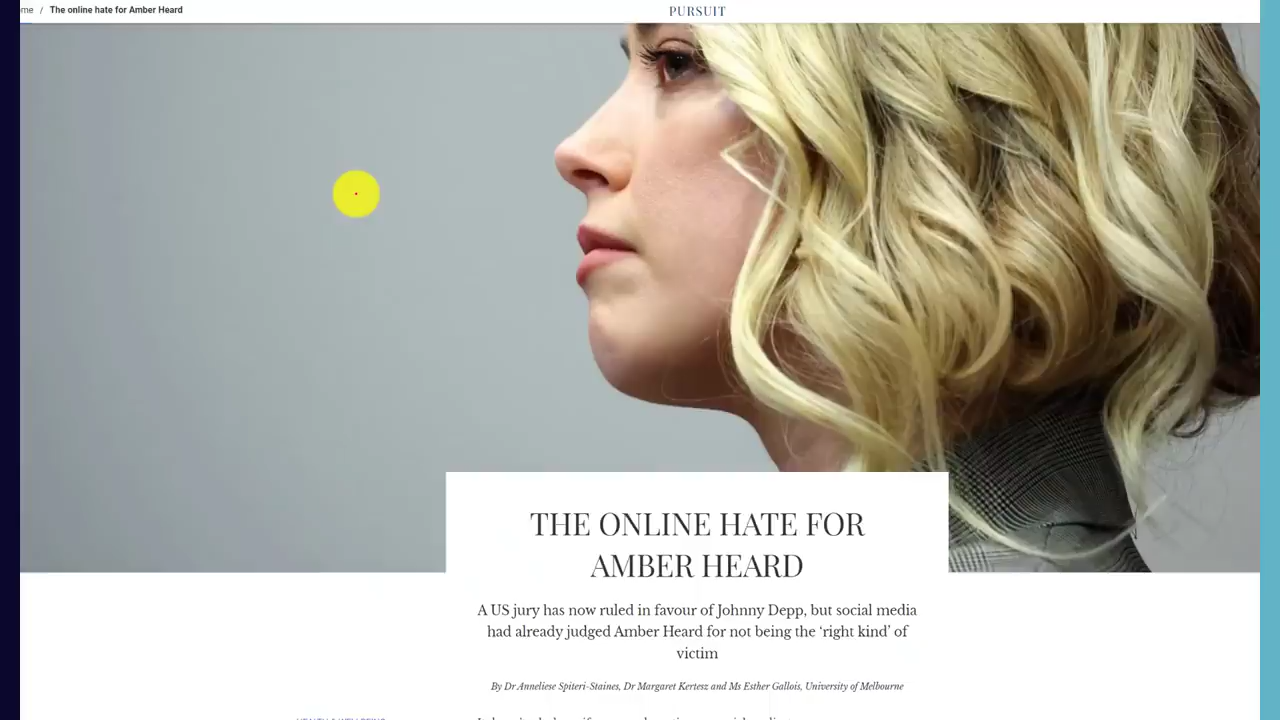 ome / The online hate for Amber Heard
PURSUIT
THE ONLINE HATE FOR
AMBER HEARD
A US jury has now ruled in favour of Johnny Depp, but social media
had already judged Amber Heard for not being the ‘right kind’ of
victim
By Dr Anneliese Spiteri-Staines, Dr Margaret Kertesz and Ms Esther Gallois, University of Melbourne